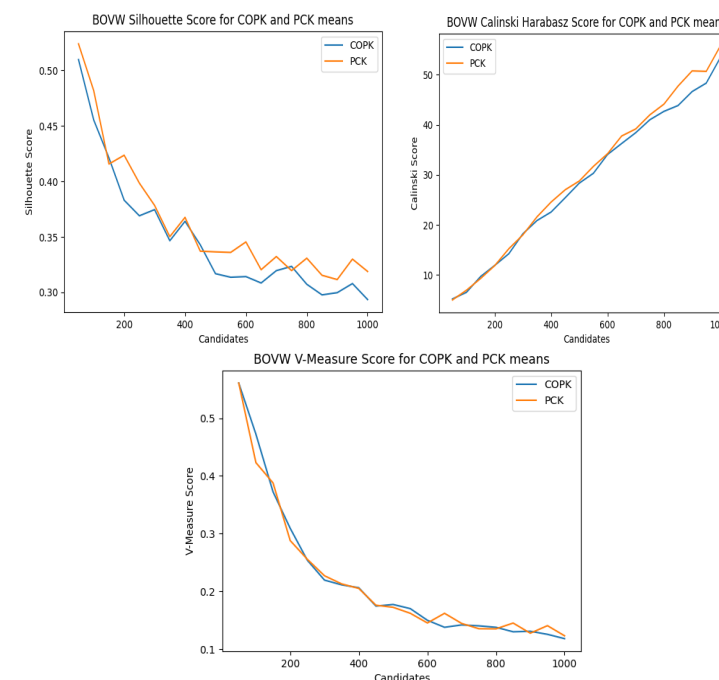 BOVW Silhouette Score for COPK and PCK means
COPK
PCK
0.50
0.45
0.40
0.35
0.30
Silhouette Score
200 400 600 800 1000
Candidates
BOVW Calinski Harabasz Score for COPK and PCK mear
COPK
PCK
50
40
30
20
10
Calinski Score
200 400 600 800 10
Candidates
BOVW V-Measure Score for COPK and PCK means
COPK
PCK
0.5
0.4
0.3
0.2
0.1
V-Measure Score
200 400 600 800 1000
Candidates